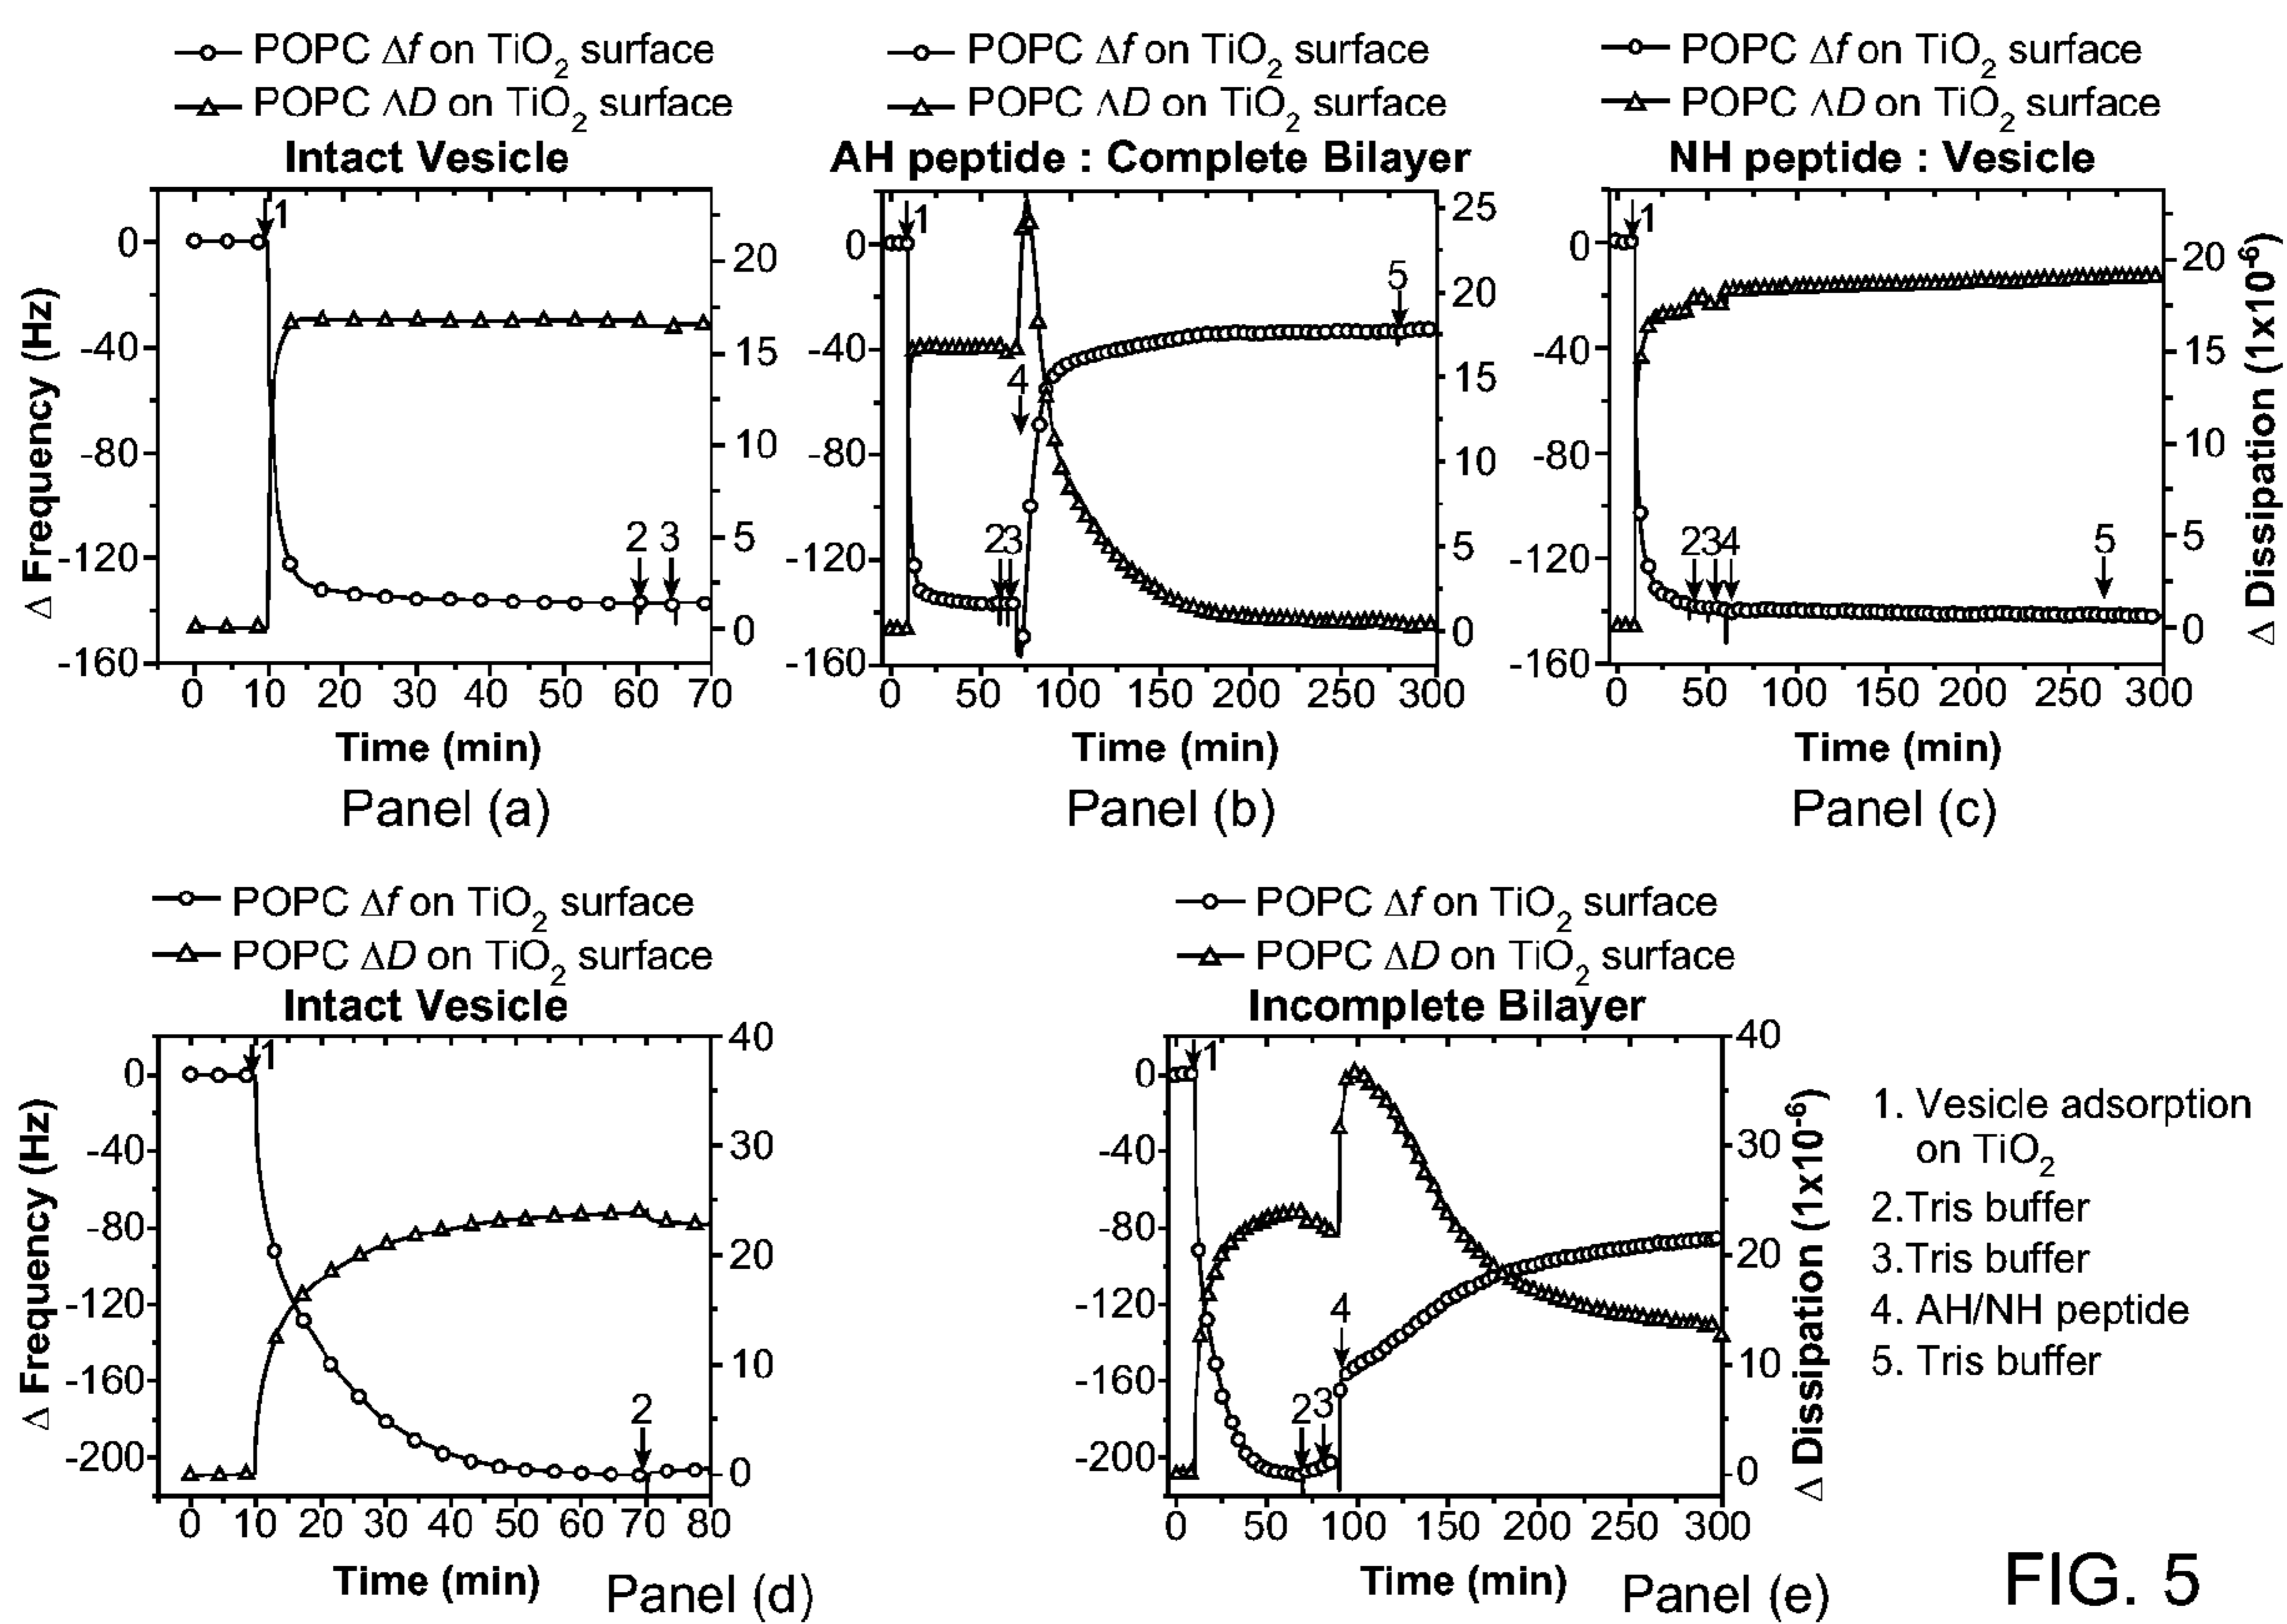 POPC Δf on TiO2 surface
POPC ΛD on TiO2 surface
Intact Vesicle
1
2 3
0
-40
-80
-120
-160
20
15
10
5
0
0 10 20 30 40 50 60 70
Δ Frequency (Hz)
Time (min)
Panel (a)
POPC Δf on TiO2 surface
POPC ΛD on TiO2 surface
AH peptide : Complete Bilayer
1
5
4
23
0
-40
-80
-120
-160
25
20
15
10
5
0
0 50 100 150 200 250 300
Time (min)
Panel (b)
POPC Δf on TiO2 surface
POPC ΛD on TiO2 surface
NH peptide : Vesicle
1
234
5
0
-40
-80
-120
-160
20
15
10
5
0
0 50 100 150 200 250 300
Δ Dissipation (1x10-6)
Time (min)
Panel (c)
POPC Δf on TiO2 surface
POPC ΔD on TiO2 surface
Intact Vesicle
1
2
0
-40
-80
-120
-160
-200
40
30
20
10
0
0 10 20 30 40 50 60 70 80
Δ Frequency (Hz)
Time (min)
Panel (d)
POPC Δf on TiO2 surface
POPC ΔD on TiO2 surface
Incomplete Bilayer
1
4
23
0
-40
-80
-120
-160
-200
40
30
20
10
0
0 50 100 150 200 250 300
Δ Dissipation (1x10-6)
Time (min)
Panel (e)
1. Vesicle adsorption
on TiO2
2.Tris buffer
3.Tris buffer
4. AH/NH peptide
5. Tris buffer
FIG. 5